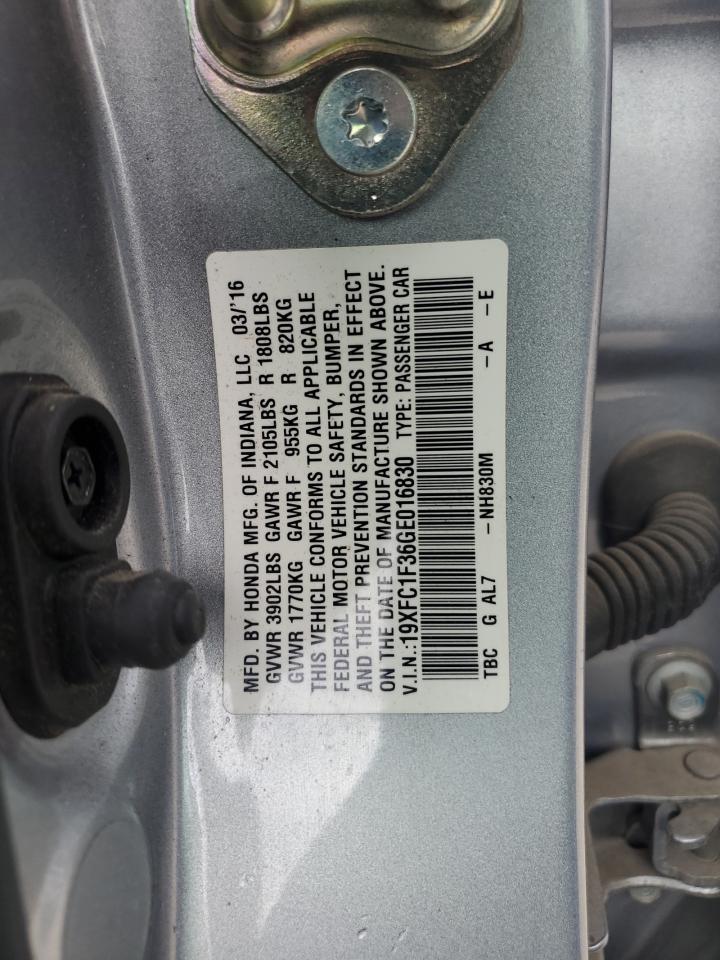 MFD. BY HONDA MFG. OF INDIANA, LLC 03/'16
GVWR 3902LBS GAWR F 2105LBS R 1808LBS
GVWR 1770KG GAWR F 955KG R 820KG
THIS VEHICLE CONFORMS TO ALL APPLICABLE
FEDERAL MOTOR VEHICLE SAFETY, BUMPER,
AND THEFT PREVENTION STANDARDS IN EFFECT
ON THE DATE OF MANUFACTURE SHOWN ABOVE.
V.I.N.:19XFC1F36GE016830 TYPE: PASSENGER CAR
TBC G AL7 -NH830M -A -E